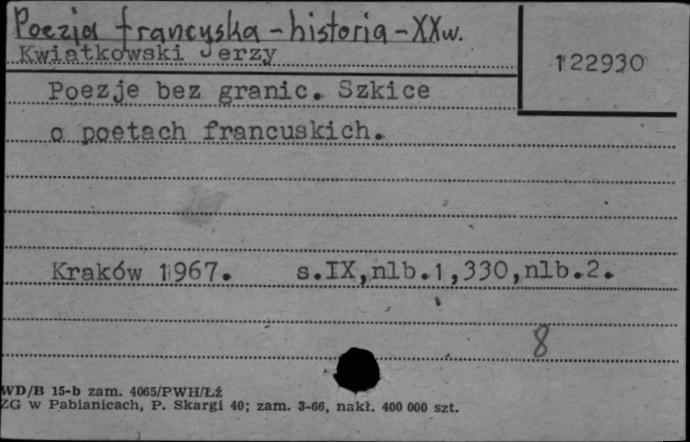 Poezja francuska - historia - XXw.
Kwiatkowski Jerzy
122930
Poezje bez granic. Szkice
o poetach francuskich.
Kraków 1967. s.IX,nlb.1,330,nlb.2.
8
WD/B 15-b zam. 4065/PWH/Łź
ZG w Pabianicach, P. Skargi 40; zam. 3-66, nakł. 400 000 szt.